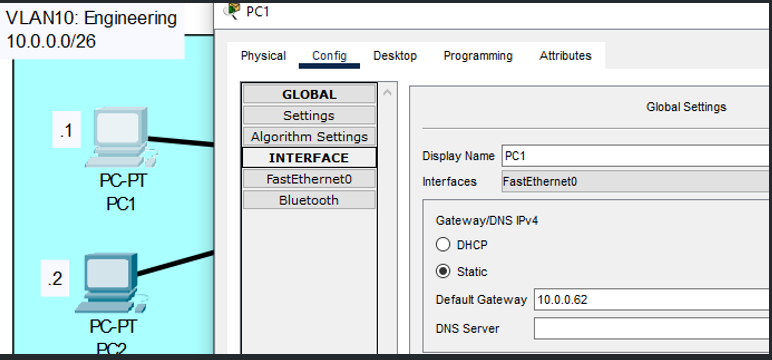 VLAN10: Engineering
10.0.0.0/26
.1
PC-PT
PC1
.2
PC-PT
PC2
PC1
Physical Config Desktop Programming Attributes
GLOBAL
Settings
Algorithm Settings
INTERFACE
FastEthernet0
Bluetooth
Global Settings
Display Name PC1
Interfaces FastEthernet0
Gateway/DNS IPv4
DHCP
Static
Default Gateway 10.0.0.62
DNS Server